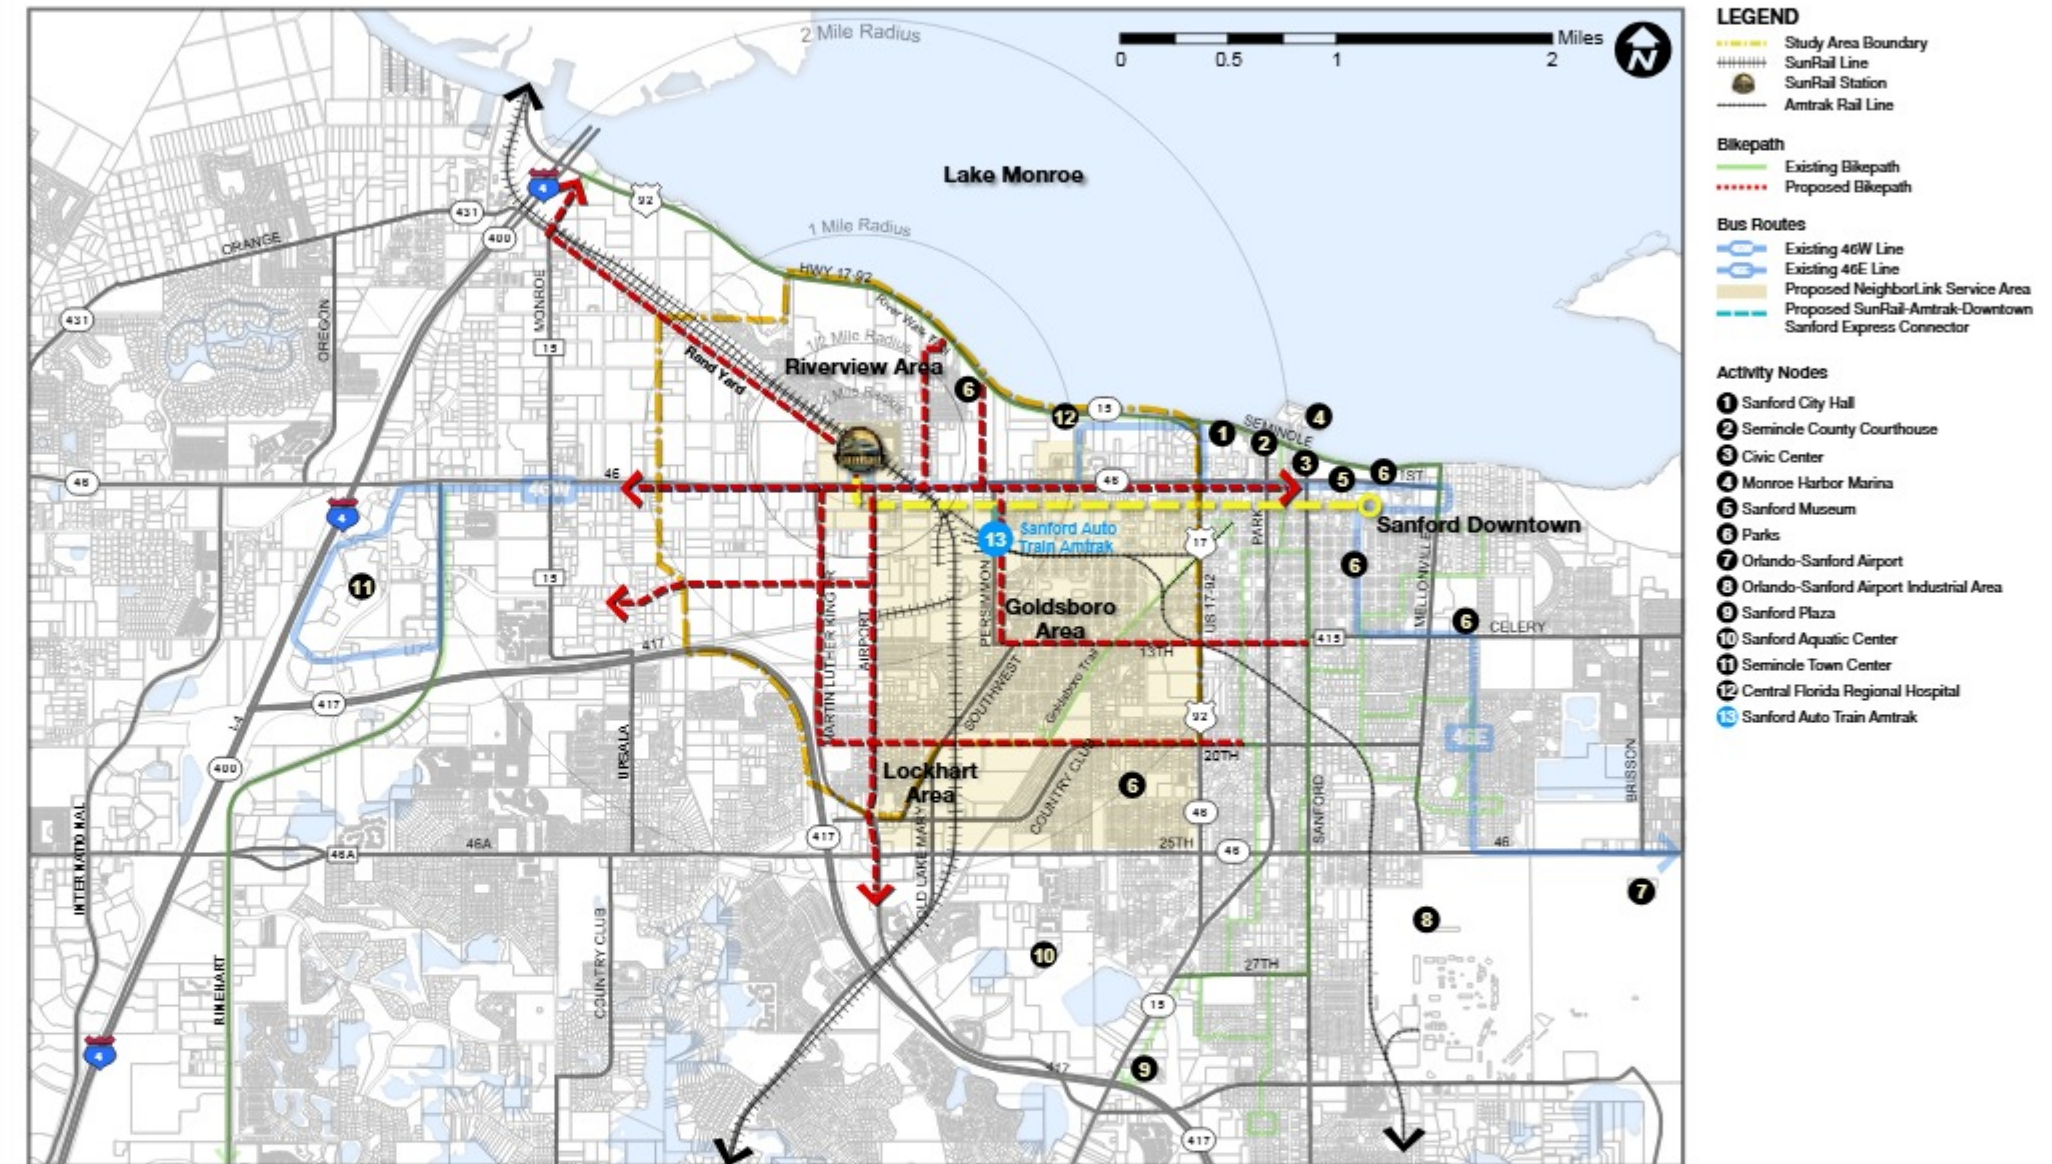 2 Mile Radius
Miles
0
0.5
1
2
N
Lake Monroe
4
92
431
400
ORANGE
1 Mile Radius
HWY 17-92
River Walk Trail
431
OREGON
MONROE
15
1/2 Mile Radius
Rand Yard
Riverview Area
6
12
15
1
SEMINOLE
2
4
3
5
6
1ST
SunRail
46
46
46
4
Sanford Downtown
13
Sanford Auto
Train Amtrak
17
PARK
15
11
6
MARTIN LUTHER KING JR
AIRPORT
PERSIMMON
Goldsboro
Area
US 17-92
MELLONVILLE
6
CELERY
415
13TH
417
417
SOUTHWEST
Goldsboro Trail
92
46E
I-4
400
UPSALA
20TH
Lockhart
Area
COUNTRY CLUB
6
BRISSON
INTERNATIONAL
417
OLD LAKE MARY
46
SANFORD
46A
46A
25TH
46
46
7
8
COUNTRY CLUB
10
RINEHART
27TH
15
4
417
9
417
LEGEND
Study Area Boundary
SunRail Line
SunRail Station
Amtrak Rail Line
Bikepath
Existing Bikepath
Proposed Bikepath
Bus Routes
Existing 46W Line
Existing 46E Line
Proposed NeighborLink Service Area
Proposed SunRail-Amtrak-Downtown
Sanford Express Connector
Activity Nodes
1 Sanford City Hall
2 Seminole County Courthouse
3 Civic Center
4 Monroe Harbor Marina
5 Sanford Museum
6 Parks
7 Orlando-Sanford Airport
8 Orlando-Sanford Airport Industrial Area
9 Sanford Plaza
10 Sanford Aquatic Center
11 Seminole Town Center
12 Central Florida Regional Hospital
13 Sanford Auto Train Amtrak